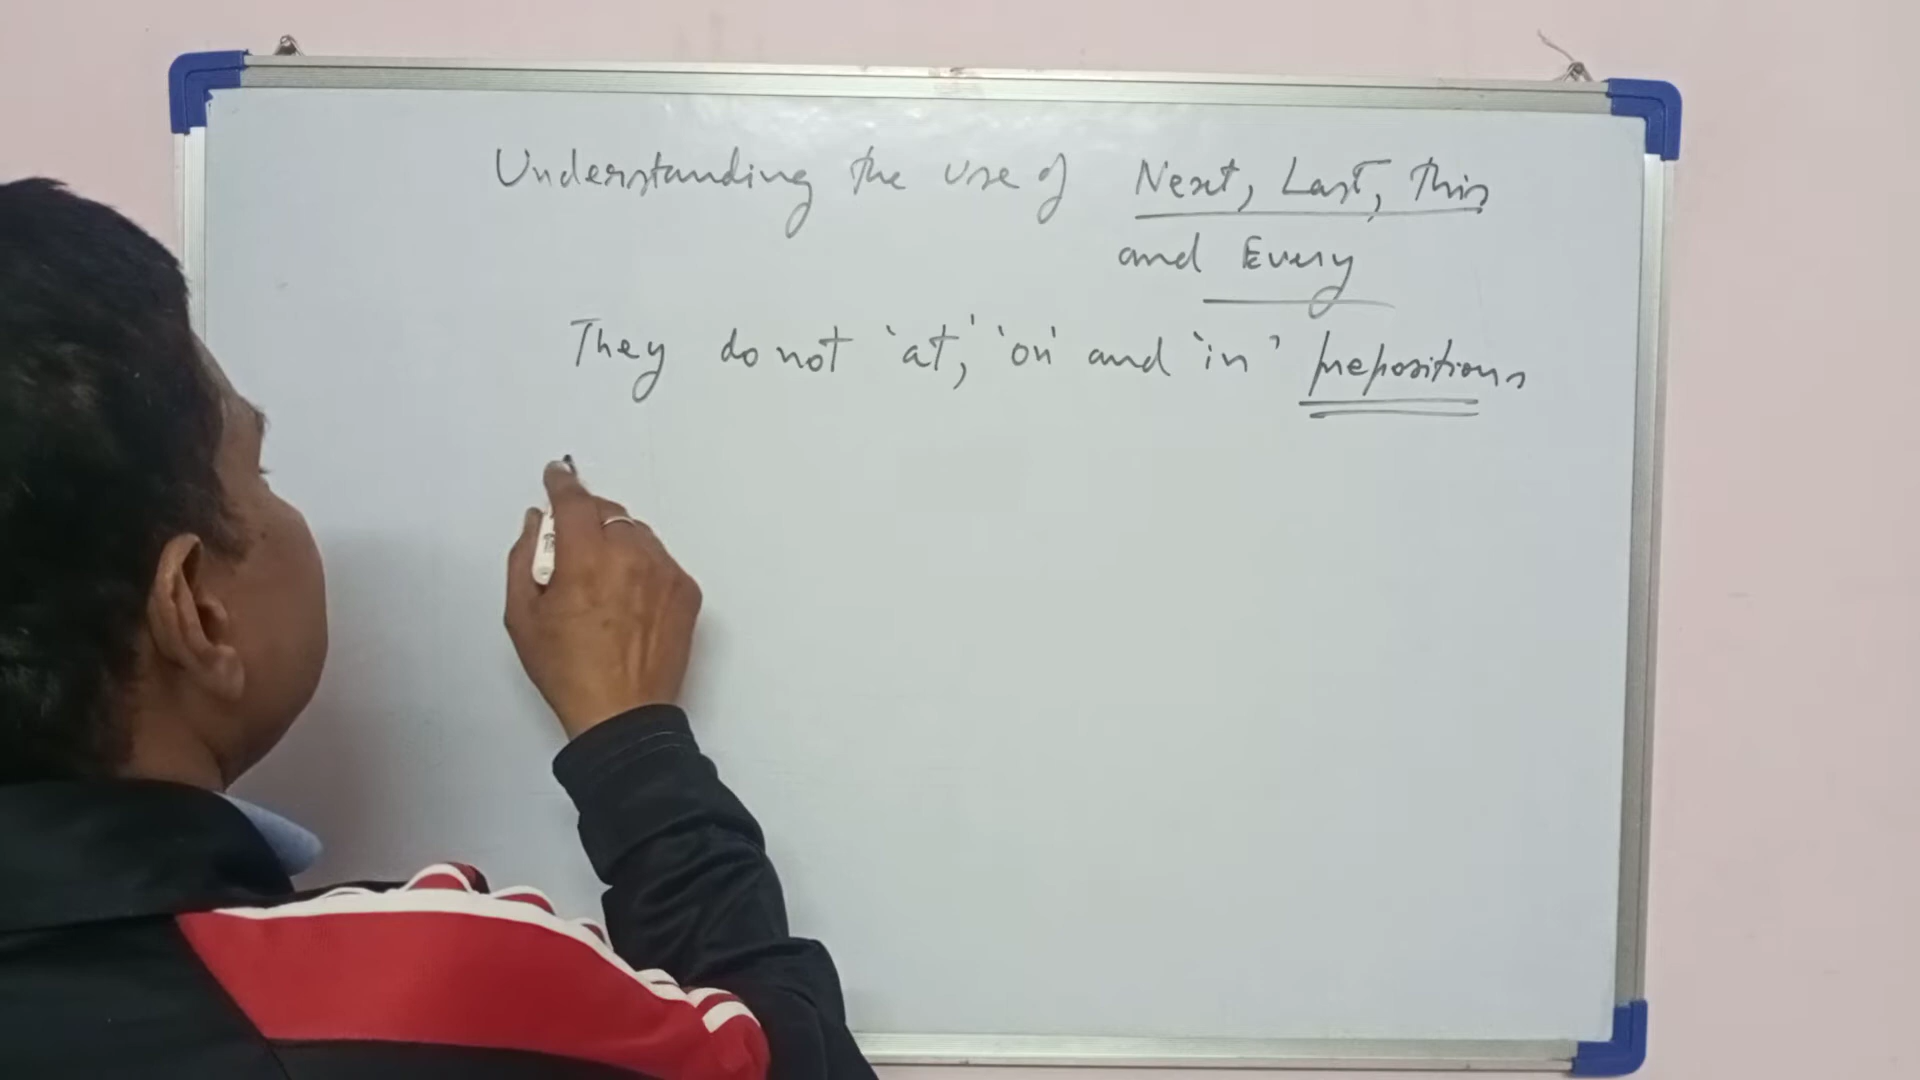 Understanding the use of Next, Last, This
and Every
They do not 'at,' 'on' and 'in' prepositions